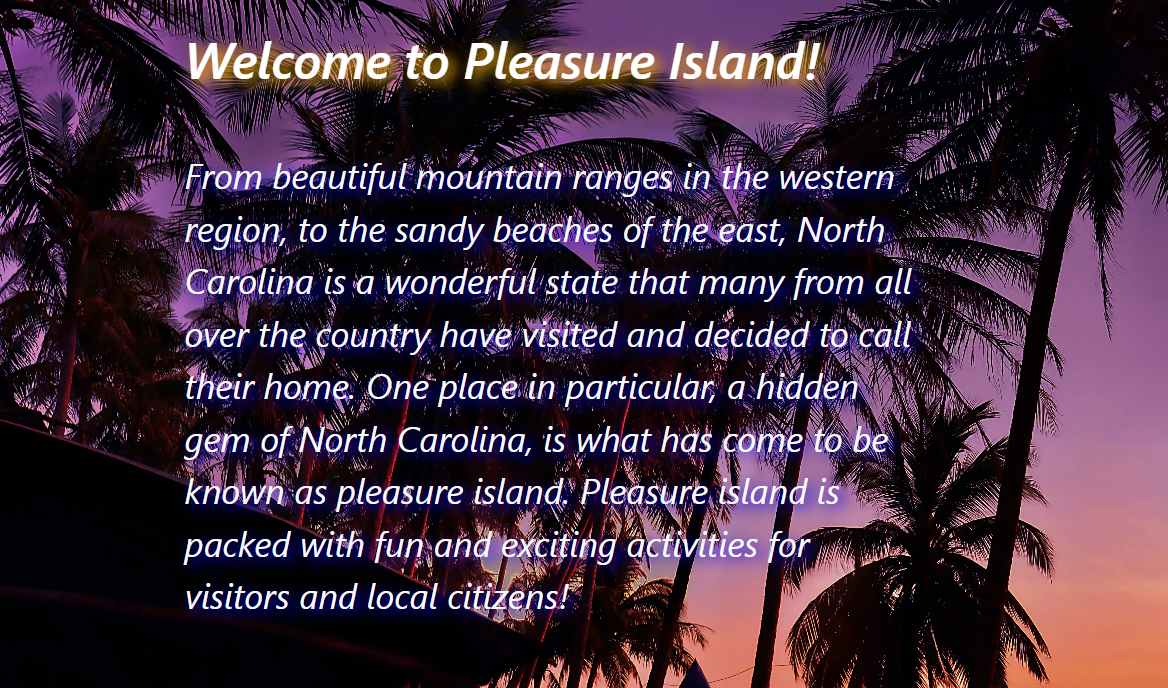 Welcome to Pleasure Island!
From beautiful mountain ranges in the western
region, to the sandy beaches of the east, North
Carolina is a wonderful state that many from all
over the country have visited and decided to call
their home. One place in particular, a hidden
gem of North Carolina, is what has come to be
known as pleasure island. Pleasure island is
packed with fun and exciting activities for
visitors and local citizens!